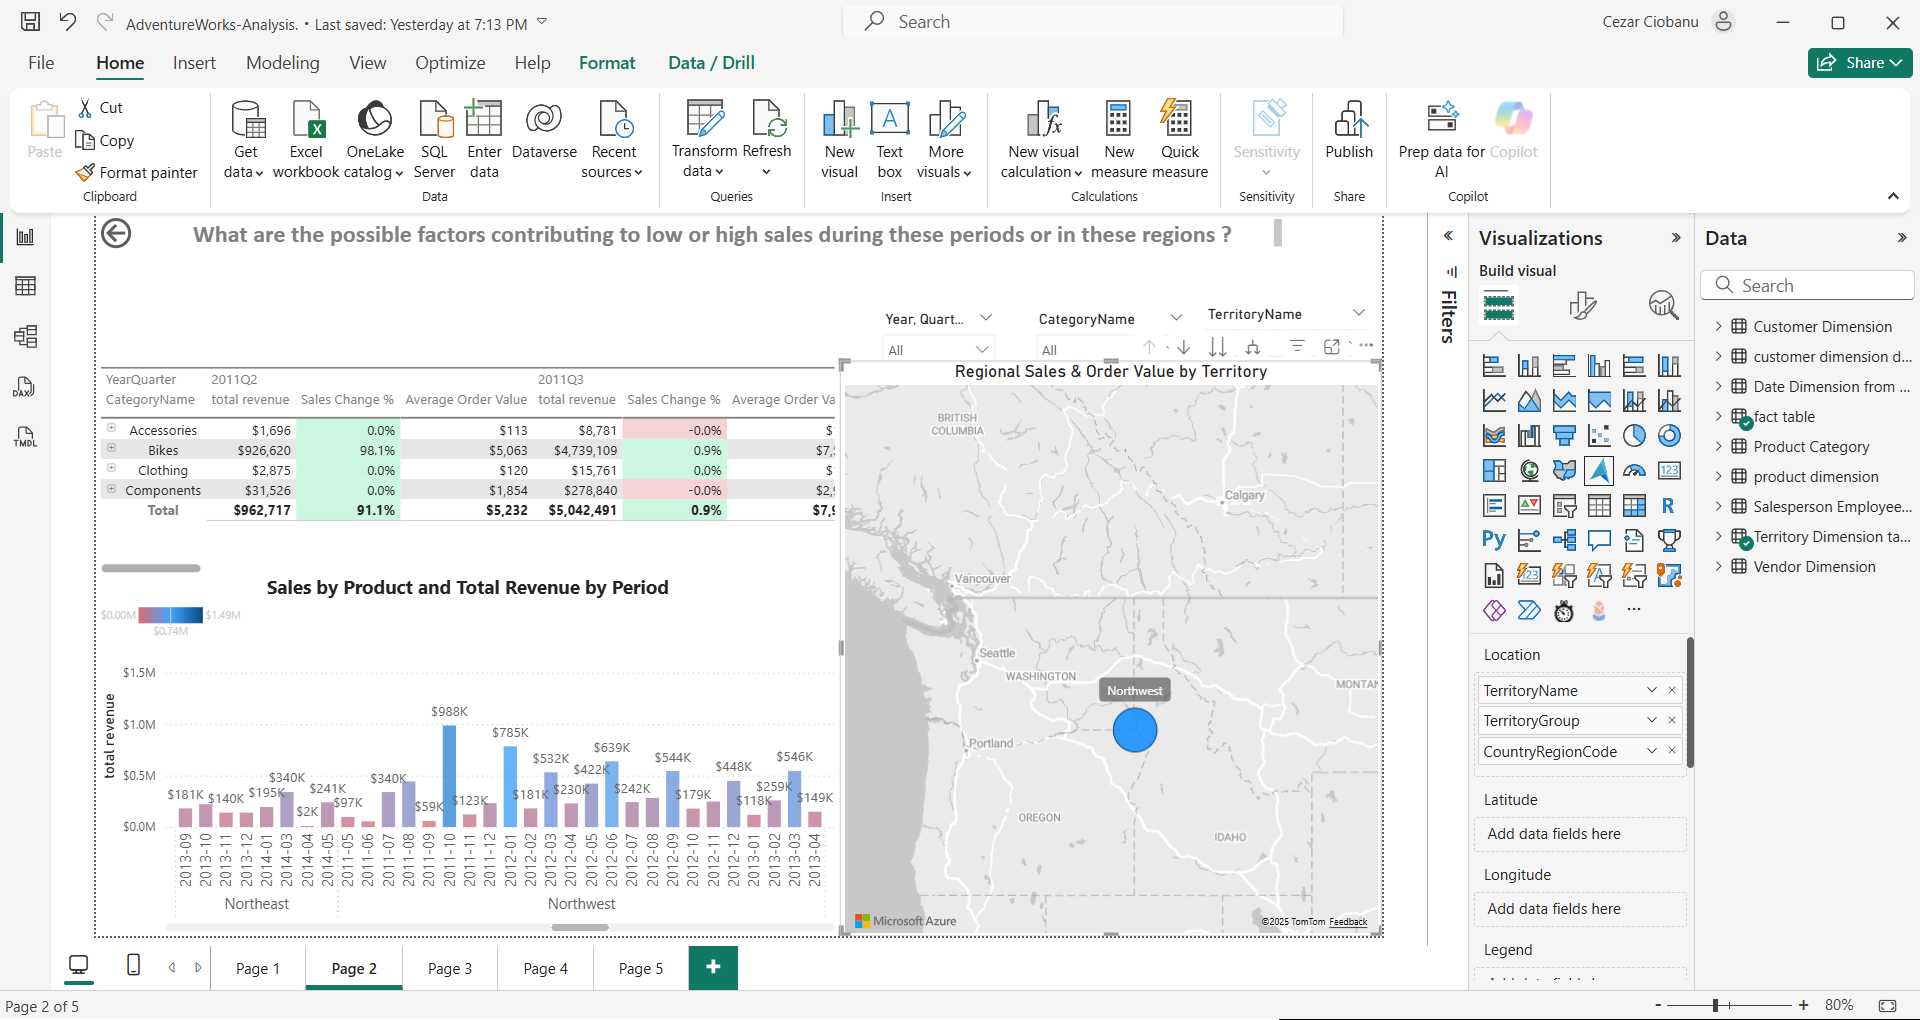 AdventureWorks-Analysis. • Last saved: Yesterday at 7:13 PM
Search
Cezar Ciobanu
File Home Insert Modeling View Optimize Help Format Data / Drill
Share
Paste
Cut
Copy
Format painter
Clipboard
Get data
Excel workbook
OneLake catalog
SQL Server
Enter data
Dataverse
Recent sources
Data
Transform data
Refresh
Queries
New visual
Text box
More visuals
Insert
New visual calculation
New measure
Quick measure
Calculations
Sensitivity
Sensitivity
Publish
Share
Prep data for AI
Copilot
Copilot
DAX
TMDL
What are the possible factors contributing to low or high sales during these periods or in these regions ?
Year, Quart...
All
CategoryName
All
TerritoryName
YearQuarter 2011Q2 2011Q3
CategoryName total revenue Sales Change % Average Order Value total revenue Sales Change % Average Order Va
Accessories $1,696 0.0% $113 $8,781 -0.0% $
Bikes $926,620 98.1% $5,063 $4,739,109 0.9% $7,
Clothing $2,875 0.0% $120 $15,761 0.0% $
Components $31,526 0.0% $1,854 $278,840 -0.0% $2,
Total $962,717 91.1% $5,232 $5,042,491 0.9% $7,
Sales by Product and Total Revenue by Period
$0.00M $1.49M
$0.74M
total revenue
$1.5M
$1.0M
$0.5M
$0.0M
$181K $140K $195K $340K $2K $241K $97K $340K $59K $988K $123K $785K $181K $532K $230K $422K $639K $242K $544K $179K $448K $118K $259K $546K $149K
2013-09 2013-10 2013-11 2013-12 2014-01 2014-03 2014-04 2014-05 2011-05 2011-06 2011-07 2011-08 2011-09 2011-10 2011-11 2011-12 2012-01 2012-02 2012-03 2012-04 2012-05 2012-06 2012-07 2012-08 2012-09 2012-10 2012-11 2012-12 2013-01 2013-02 2013-03 2013-04
Northeast Northwest
Regional Sales & Order Value by Territory
BRITISH
COLUMBIA
Calgary
Vancouver
Seattle
WASHINGTON
MONTAN
Northwest
Portland
OREGON
IDAHO
Microsoft Azure
©2025 TomTom Feedback
Filters
Visualizations
Build visual
123
R
Py
123
Location
TerritoryName
TerritoryGroup
CountryRegionCode
Latitude
Add data fields here
Longitude
Add data fields here
Legend
Data
Search
Customer Dimension
customer dimension d...
Date Dimension from ...
fact table
Product Category
product dimension
Salesperson Employee...
Territory Dimension ta...
Vendor Dimension
Page 1 Page 2 Page 3 Page 4 Page 5
+
Page 2 of 5
- + 80%